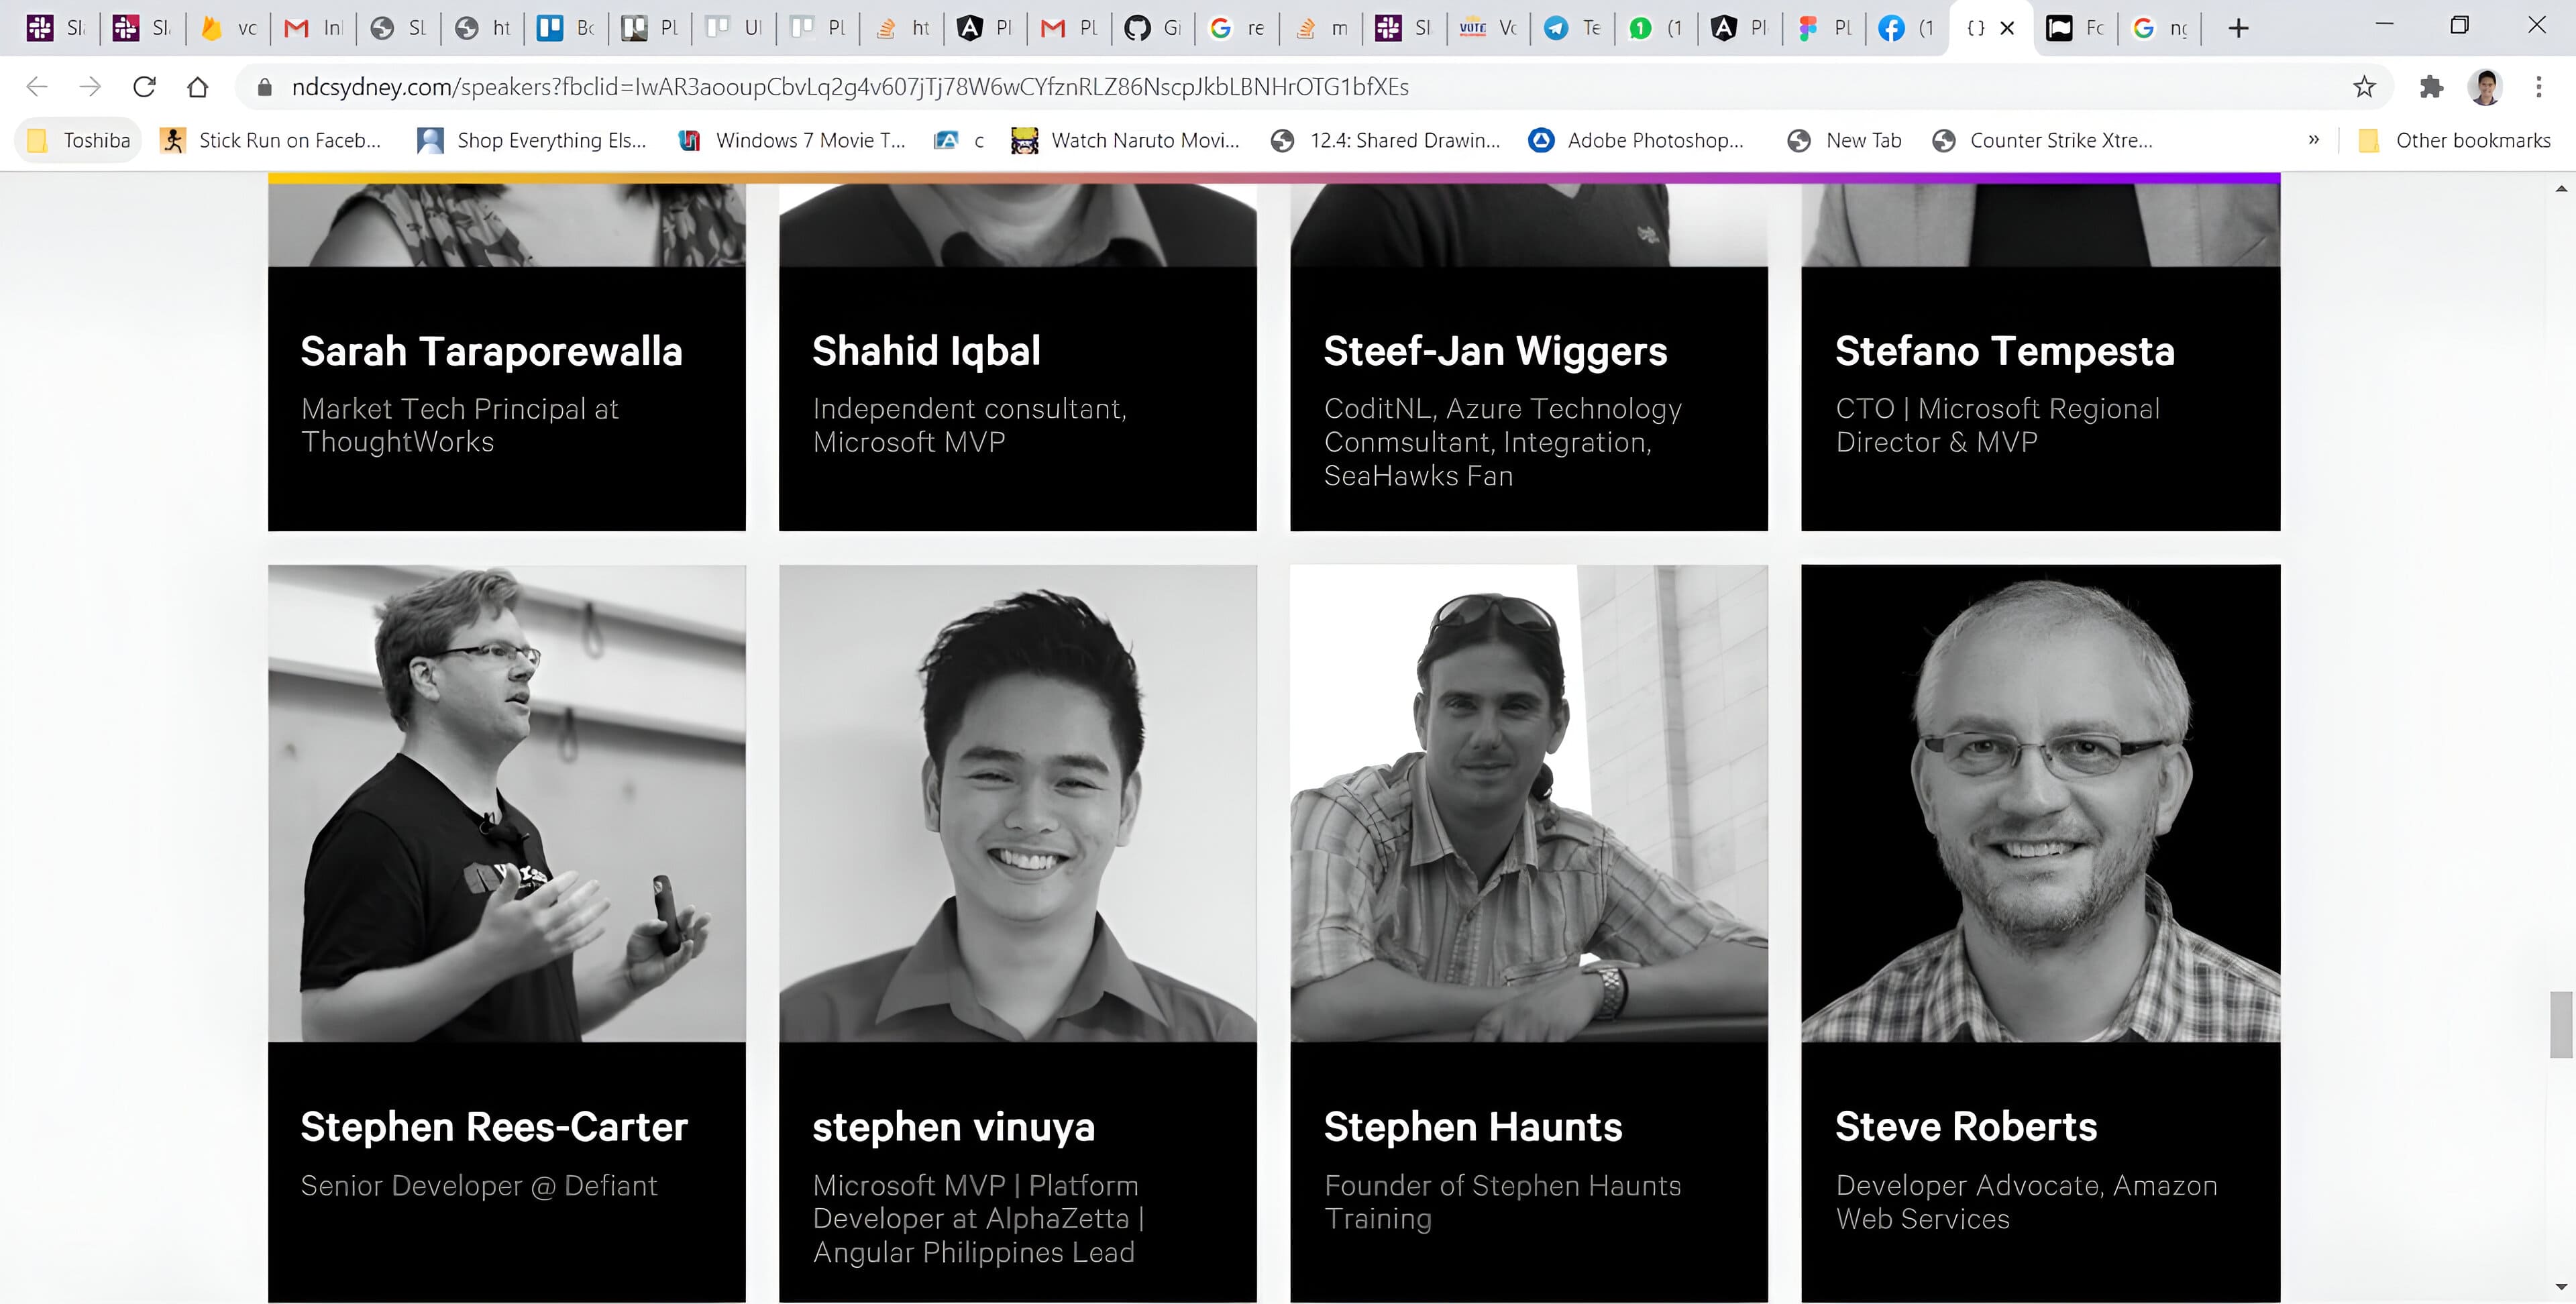 Sl
Sl
vc
In
SL
ht
Bc
PL
UI
PL
ht
Pl
PL
Gi
re
m
Sl
VOTE
Vc
Te
1
(1
Pl
PL
(1
{ }
Fc
ng
ndcsydney.com/speakers?fbclid=IwAR3aooupCbvLq2g4v607jTj78W6wCYfznRLZ86NscpJkbLBNHrOTG1bfXEs
Toshiba
Stick Run on Faceb...
Shop Everything Els...
Windows 7 Movie T...
c
Watch Naruto Movi...
12.4: Shared Drawin...
Adobe Photoshop...
New Tab
Counter Strike Xtre...
»
Other bookmarks
Sarah Taraporewalla
Market Tech Principal at
ThoughtWorks
Shahid Iqbal
Independent consultant,
Microsoft MVP
Steef-Jan Wiggers
CoditNL, Azure Technology
Conmsultant, Integration,
SeaHawks Fan
Stefano Tempesta
CTO | Microsoft Regional
Director & MVP
Stephen Rees-Carter
Senior Developer @ Defiant
stephen vinuya
Microsoft MVP | Platform
Developer at AlphaZetta |
Angular Philippines Lead
Stephen Haunts
Founder of Stephen Haunts
Training
Steve Roberts
Developer Advocate, Amazon
Web Services